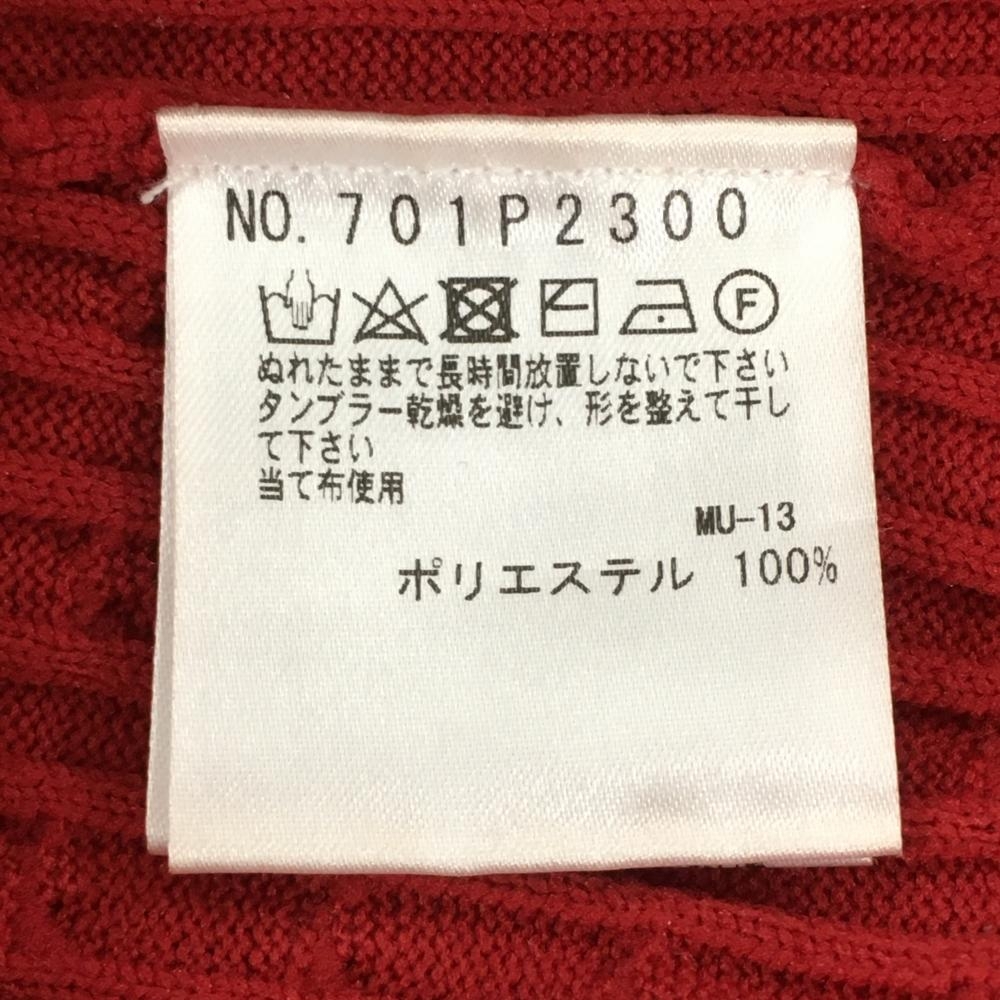 NO. 701P2300
F
ぬれたままで長時間放置しないで下さい
タンブラー乾燥を避け、形を整えて干し
て下さい
当て布使用
MU-13
ポリエステル 100%